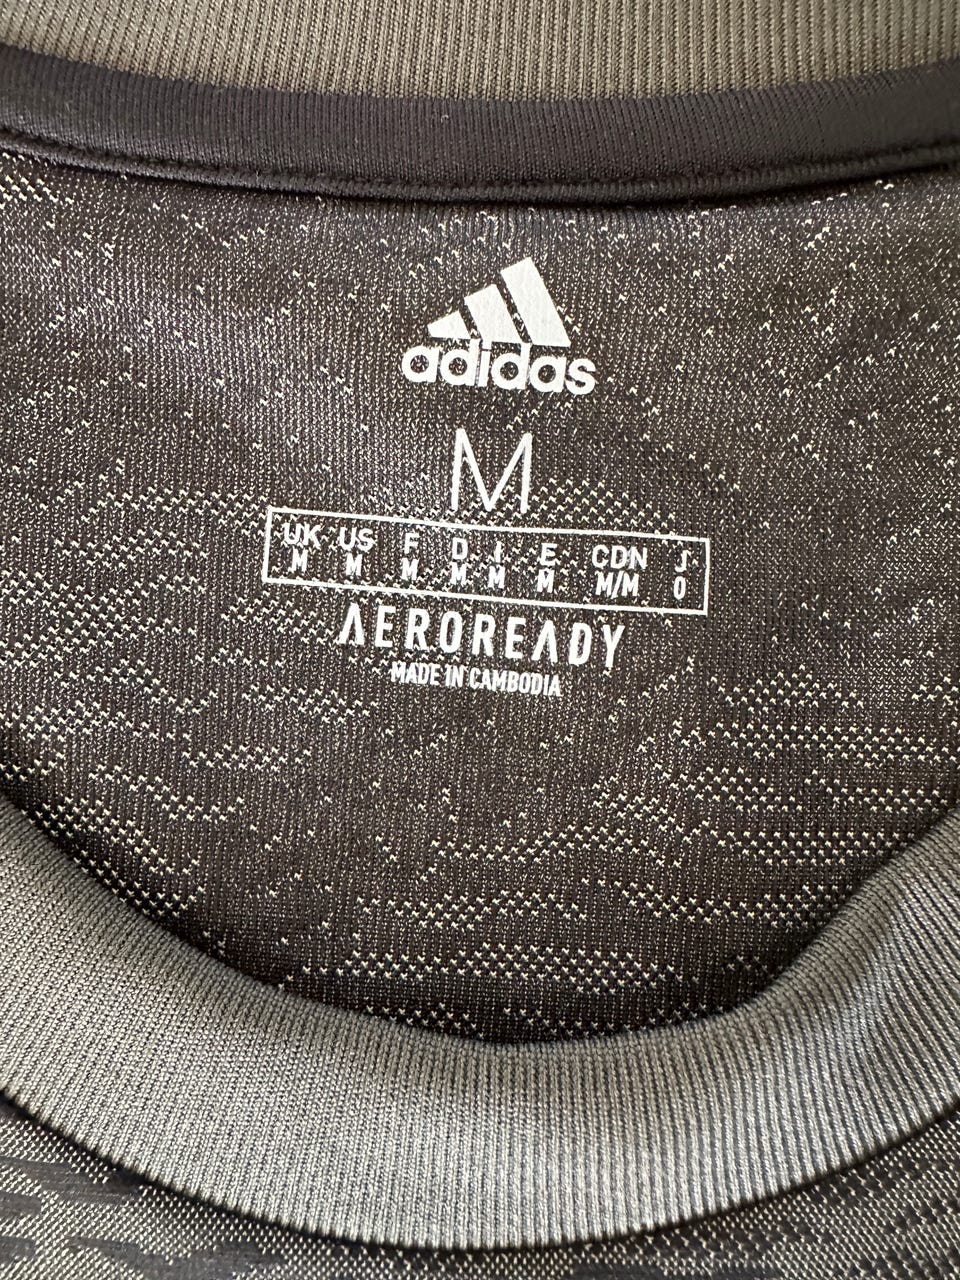 adidas
M
UK US F D I E CDN J
M M M M M M M/M O
AEROREADY
MADE IN CAMBODIA